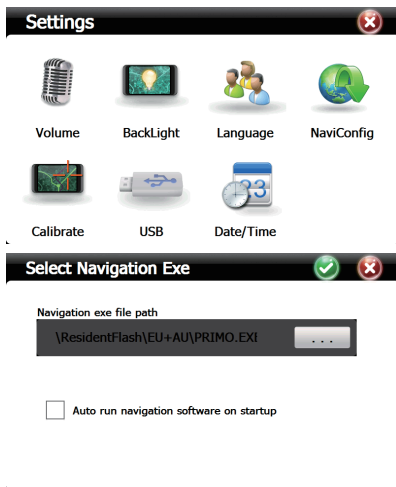 Settings
Volume BackLight Language NaviConfig
23
Calibrate USB Date/Time
Select Navigation Exe
Navigation exe file path
\ResidentFlash\EU+AU\PRIMO.EXE
...
Auto run navigation software on startup